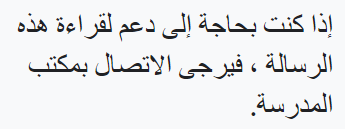 إذا كنت بحاجة إلى دعم لقراءة هذه
الرسالة ، فيرجى الاتصال بمكتب
المدرسة.